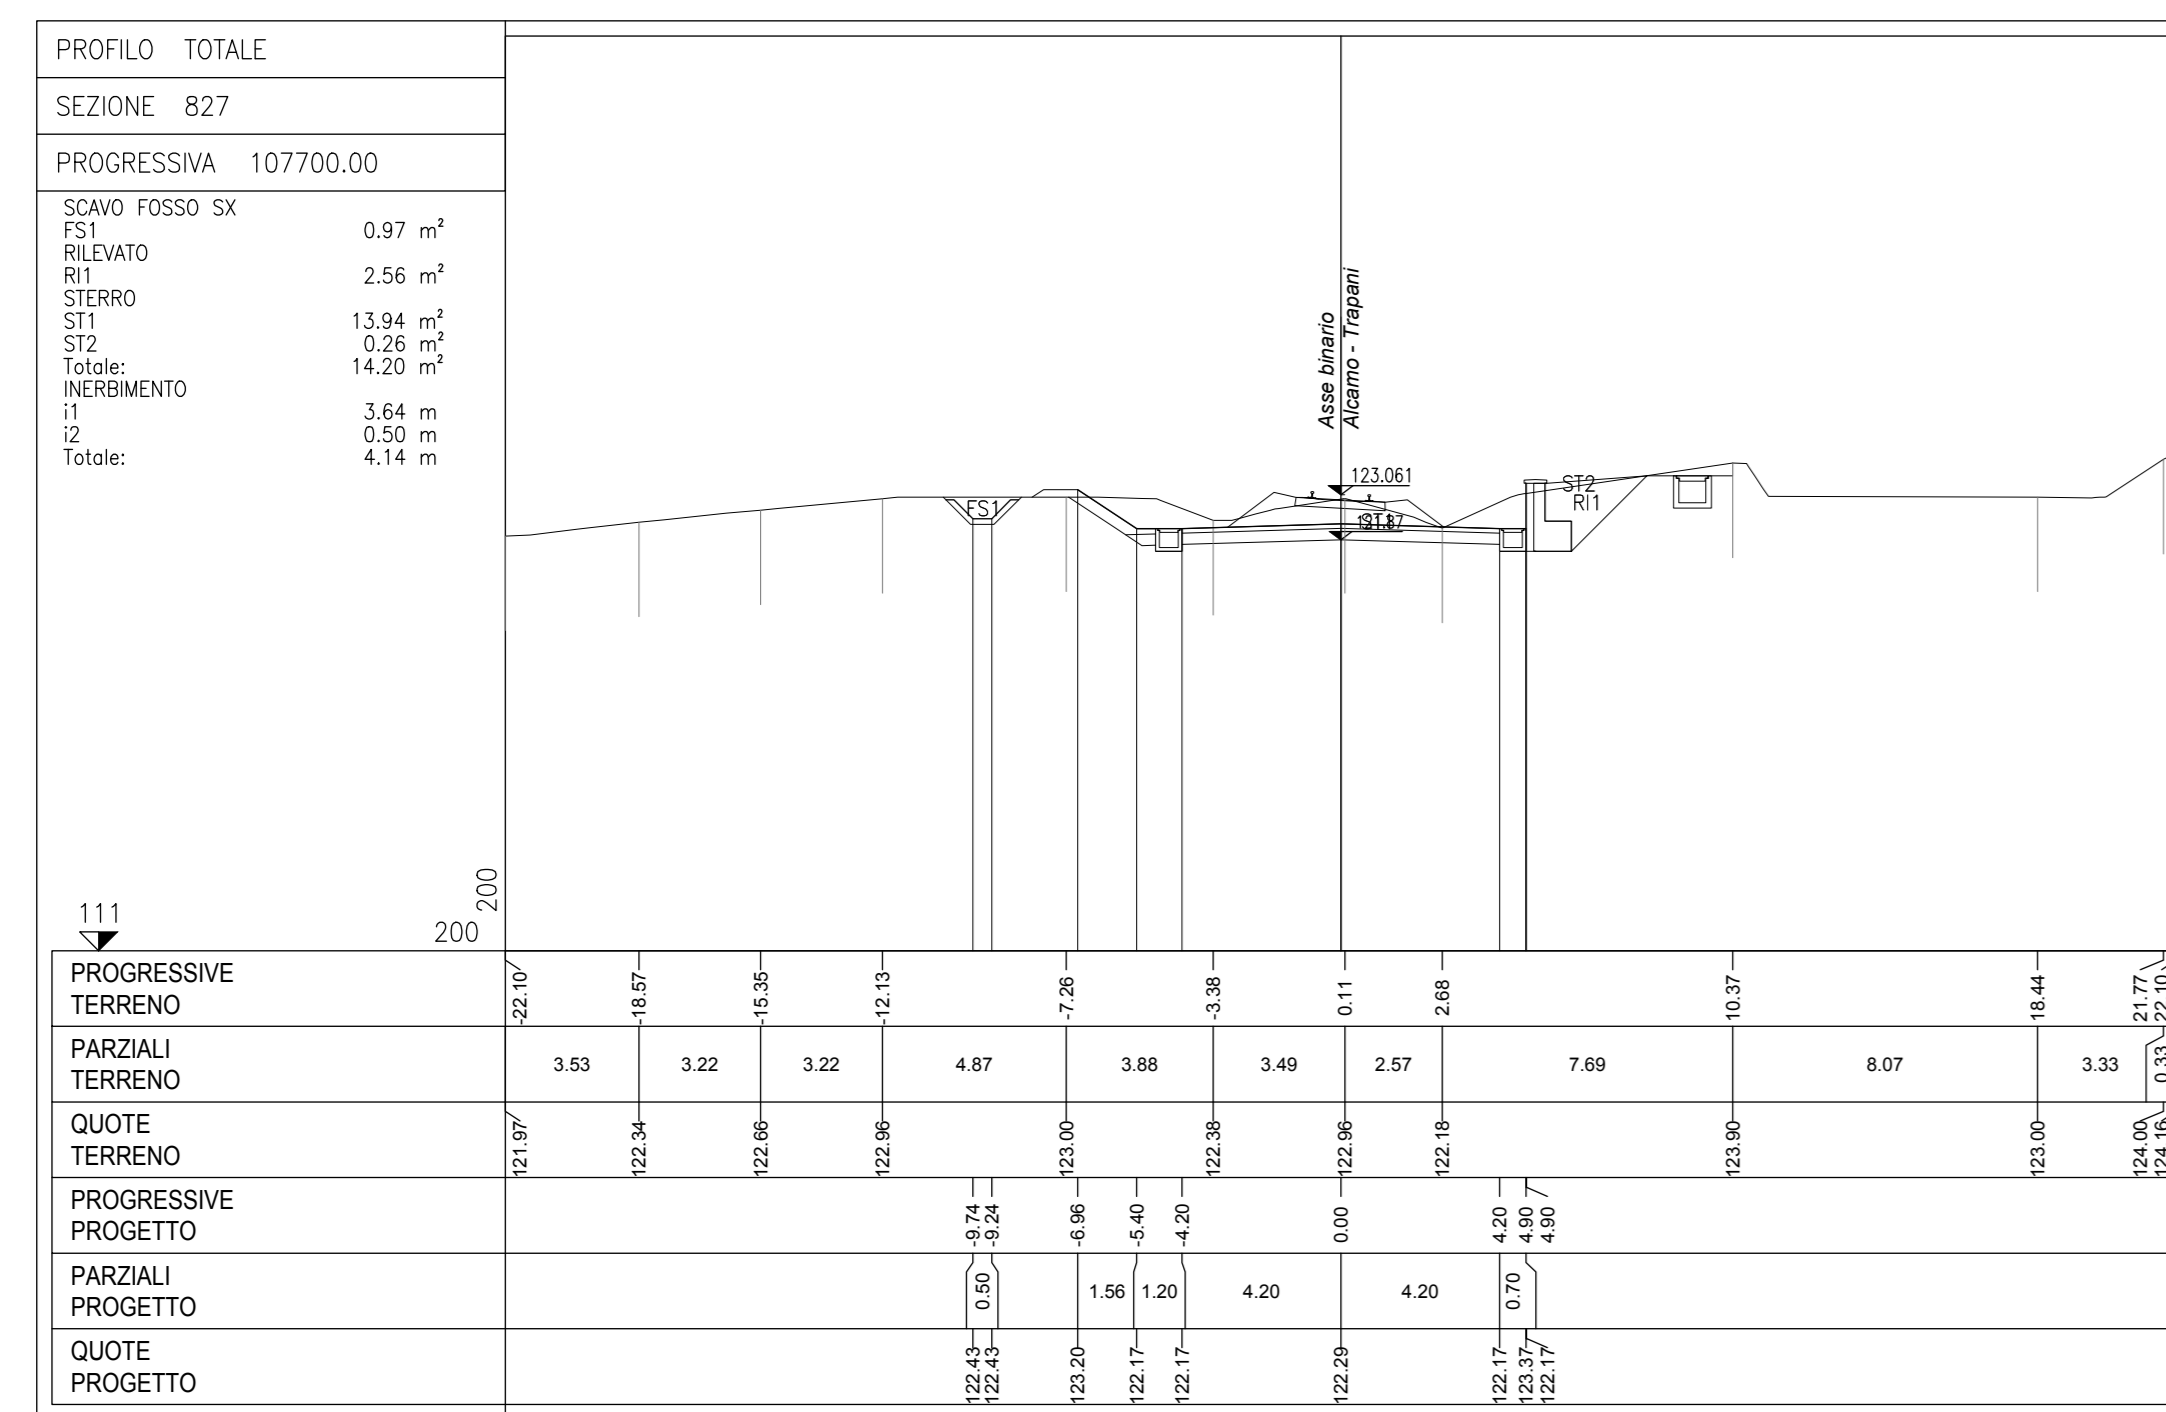 PROFILO TOTALE
SEZIONE 827
PROGRESSIVA 107700.00
SCAVO FOSSO SX
FS1 0.97 m²
RILEVATO
RI1 2.56 m²
STERRO
ST1 13.94 m²
ST2 0.26 m²
Totale: 14.20 m²
INERBIMENTO
i1 3.64 m
i2 0.50 m
Totale: 4.14 m
Asse binario
Alcamo - Trapani
123.061
FS1
ST2
RI1
ST1
121.87
200
111
200
PROGRESSIVE
TERRENO
-22.10 -18.57 -15.35 -12.13 -7.26 -3.38 0.11 2.68 10.37 18.44 21.77 22.10
PARZIALI
TERRENO
3.53 3.22 3.22 4.87 3.88 3.49 2.57 7.69 8.07 3.33 0.33
QUOTE
TERRENO
121.97 122.34 122.66 122.96 123.00 122.38 122.96 122.18 123.90 123.00 124.00 124.16
PROGRESSIVE
PROGETTO
-9.74 -9.24 -6.96 -5.40 -4.20 0.00 4.20 4.90 4.90
PARZIALI
PROGETTO
0.50 1.56 1.20 4.20 4.20 0.70
QUOTE
PROGETTO
122.43 122.43 123.20 122.17 122.17 122.29 122.17 123.37 122.17